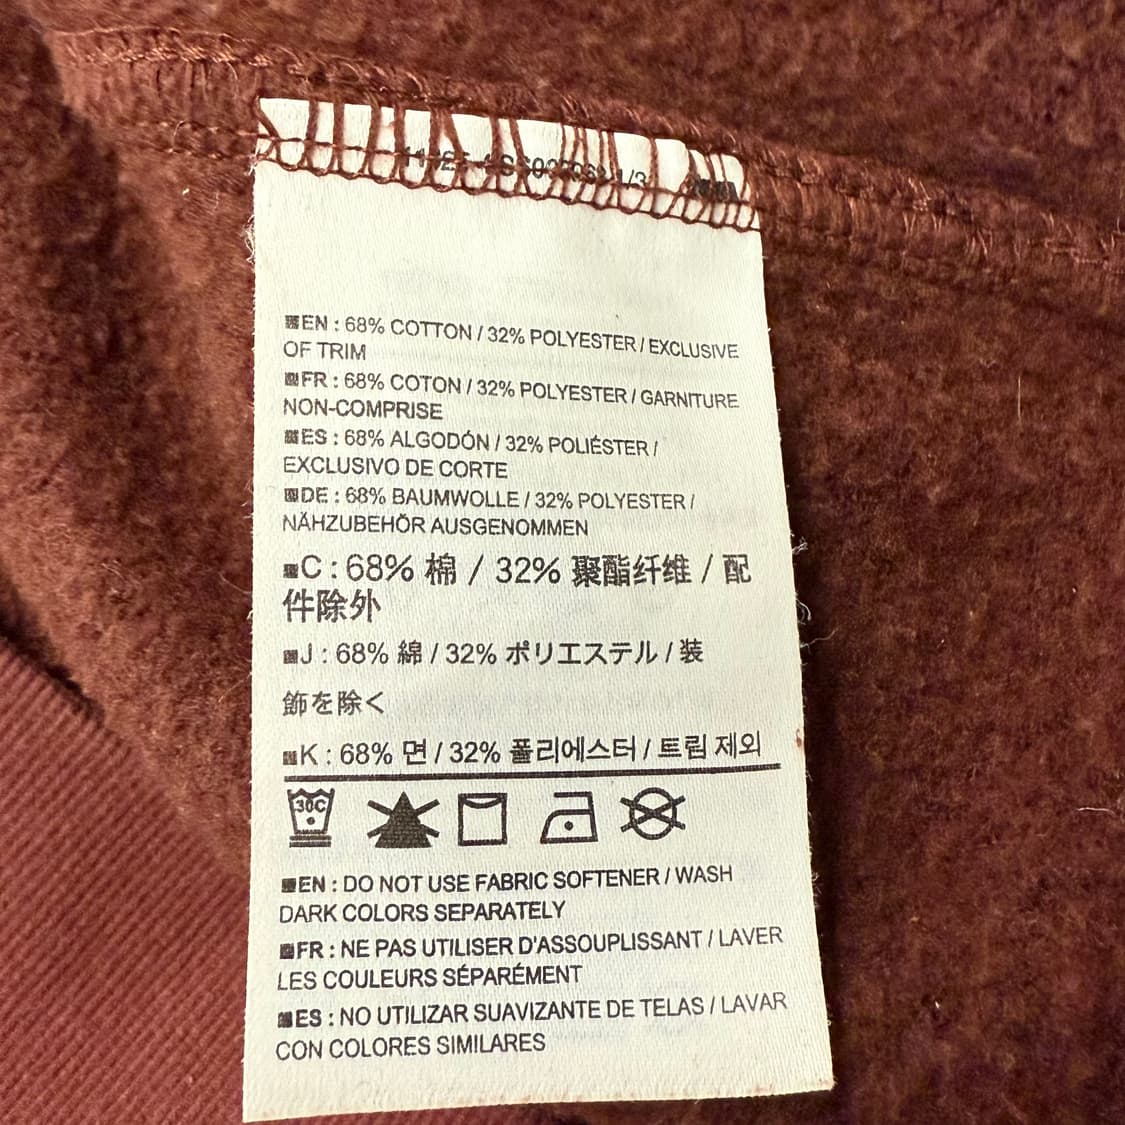 EN : 68% COTTON / 32% POLYESTER / EXCLUSIVE
OF TRIM
FR : 68% COTON / 32% POLYESTER / GARNITURE
NON-COMPRISE
ES : 68% ALGODÓN / 32% POLIÉSTER /
EXCLUSIVO DE CORTE
DE : 68% BAUMWOLLE / 32% POLYESTER /
NÄHZUBEHÖR AUSGENOMMEN
C : 68% 棉 / 32% 聚酯纤维 / 配
件除外
J : 68% 綿 / 32% ポリエステル / 装
飾を除く
K : 68% 면 / 32% 폴리에스터 / 트림 제외
30C
EN : DO NOT USE FABRIC SOFTENER / WASH
DARK COLORS SEPARATELY
FR : NE PAS UTILISER D'ASSOUPLISSANT / LAVER
LES COULEURS SÉPARÉMENT
ES : NO UTILIZAR SUAVIZANTE DE TELAS / LAVAR
CON COLORES SIMILARES